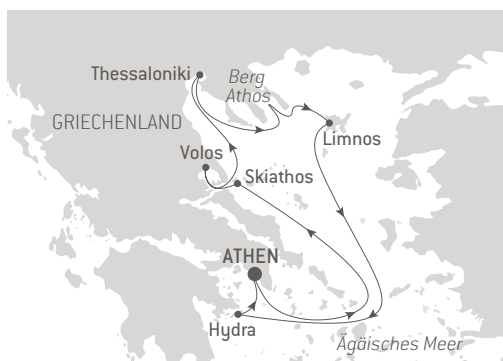 Thessaloniki
Berg
Athos
GRIECHENLAND
Limnos
Volos
Skiathos
ATHEN
Hydra
Ägäisches Meer